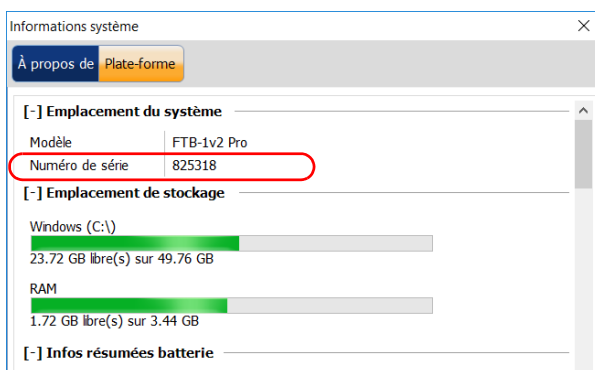 Informations système
À propos de Plate-forme
[-] Emplacement du système
Modèle FTB-1v2 Pro
Numéro de série 825318
[-] Emplacement de stockage
Windows (C:\)
23.72 GB libre(s) sur 49.76 GB
RAM
1.72 GB libre(s) sur 3.44 GB
[-] Infos résumées batterie